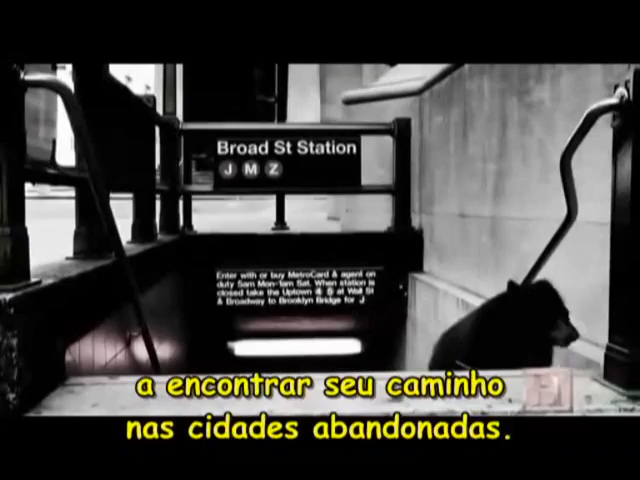 Broad St Station
J M Z
Enter with or buy MetroCard & agent on
duty 5am Mon-1am Sat. When station is
closed take the Uptown 4 5 at Wall St
& Broadway to Brooklyn Bridge for J
H
a encontrar seu caminho
nas cidades abandonadas.